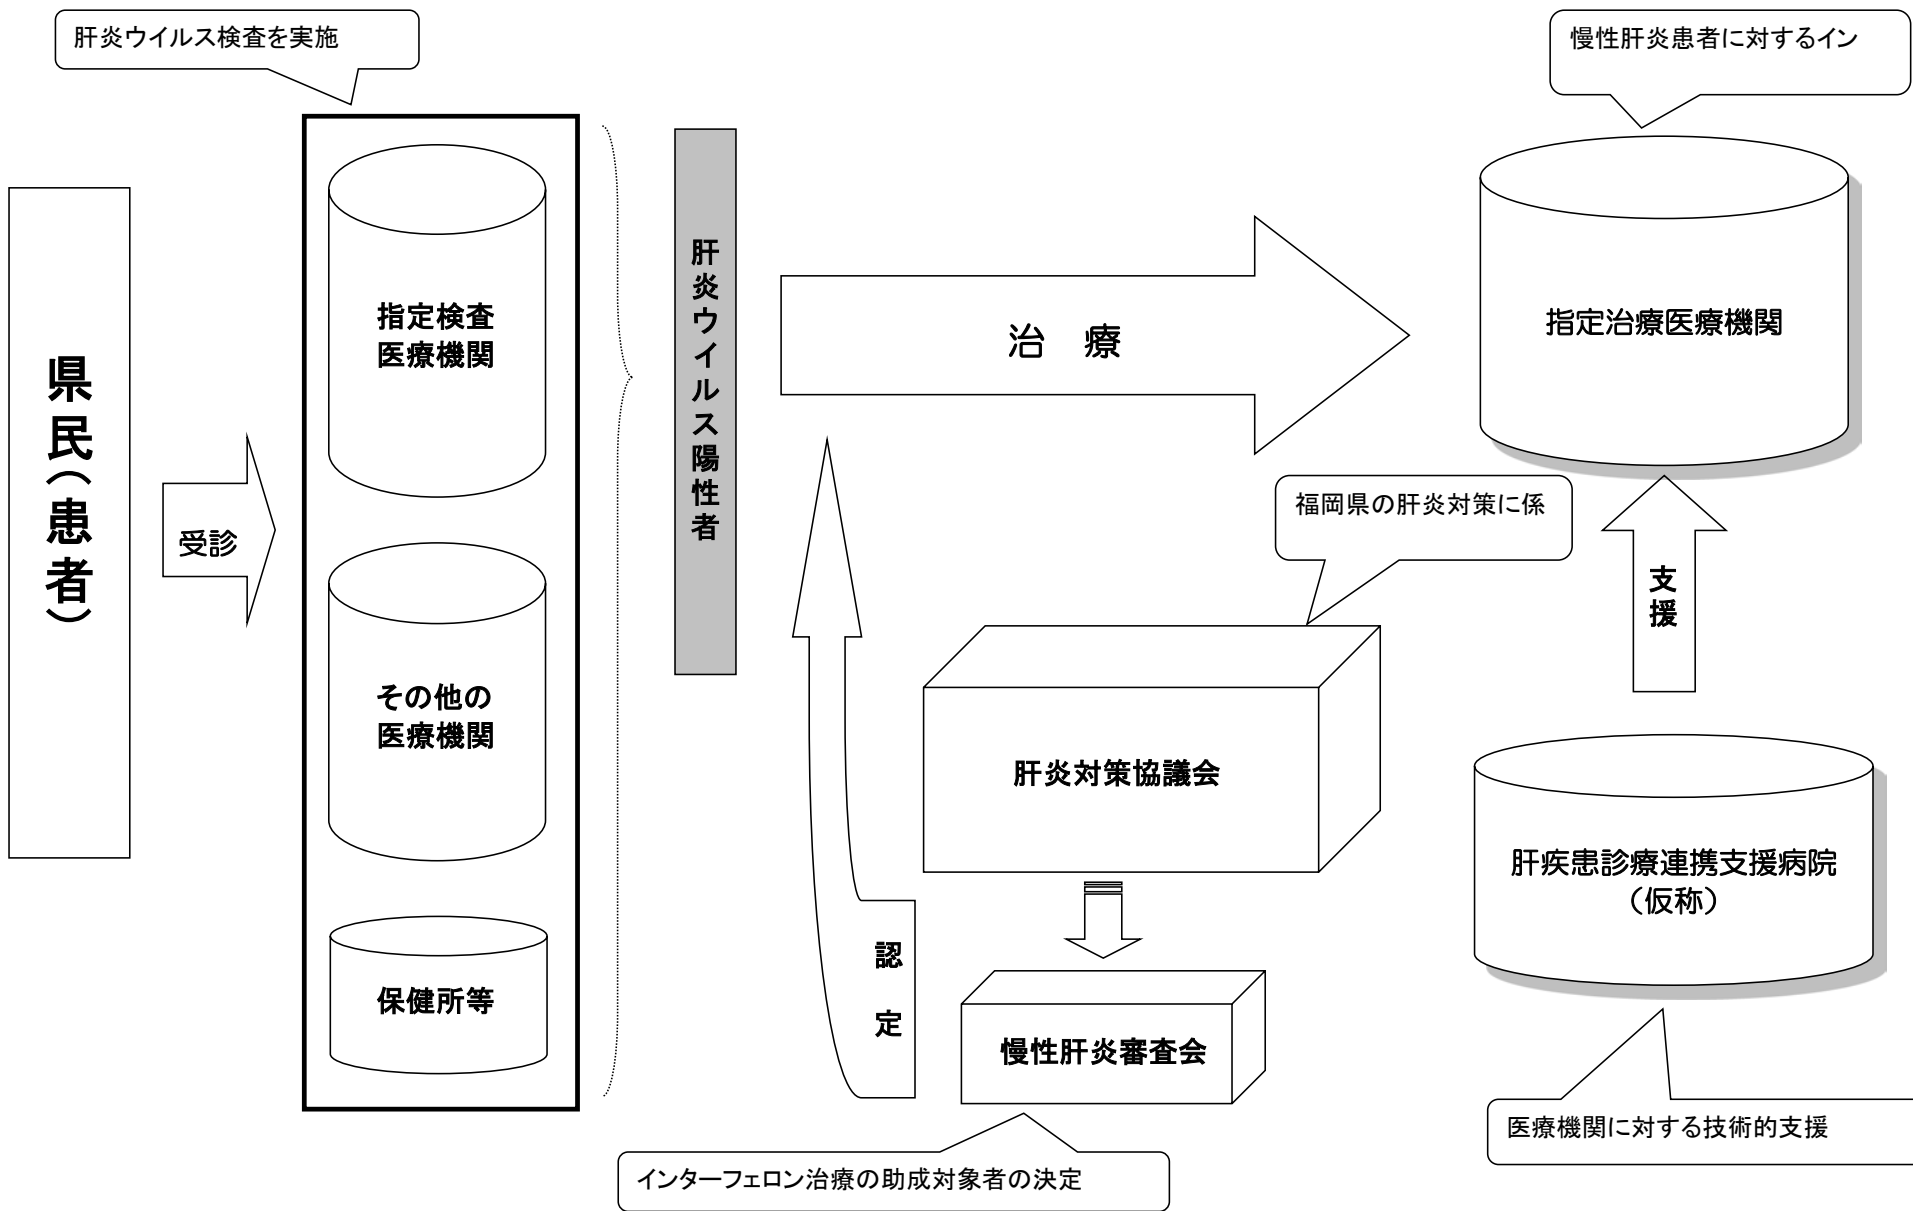 肝炎ウイルス検査を実施
慢性肝炎患者に対するイン
県民（患者）
受診
指定検査
医療機関
その他の
医療機関
保健所等
肝炎ウイルス陽性者
治　療
指定治療医療機関
福岡県の肝炎対策に係
支援
肝炎対策協議会
肝疾患診療連携支援病院
（仮称）
認定
慢性肝炎審査会
医療機関に対する技術的支援
インターフェロン治療の助成対象者の決定